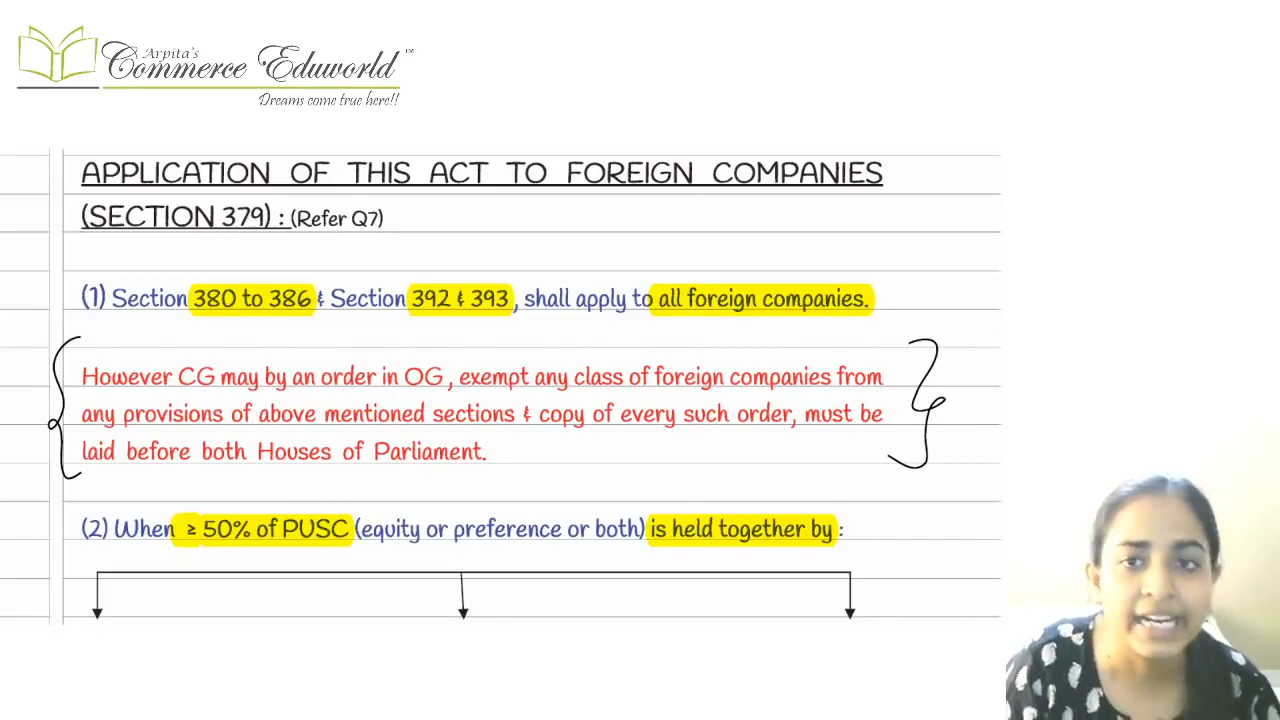 Arpita's
Commerce Eduworld™
Dreams come true here!!
APPLICATION OF THIS ACT TO FOREIGN COMPANIES
(SECTION 379) : (Refer Q7)
(1) Section 380 to 386 & Section 392 & 393, shall apply to all foreign companies.
However CG may by an order in OG, exempt any class of foreign companies from
any provisions of above mentioned sections & copy of every such order, must be
laid before both Houses of Parliament.
(2) When ≥ 50% of PUSC (equity or preference or both) is held together by :